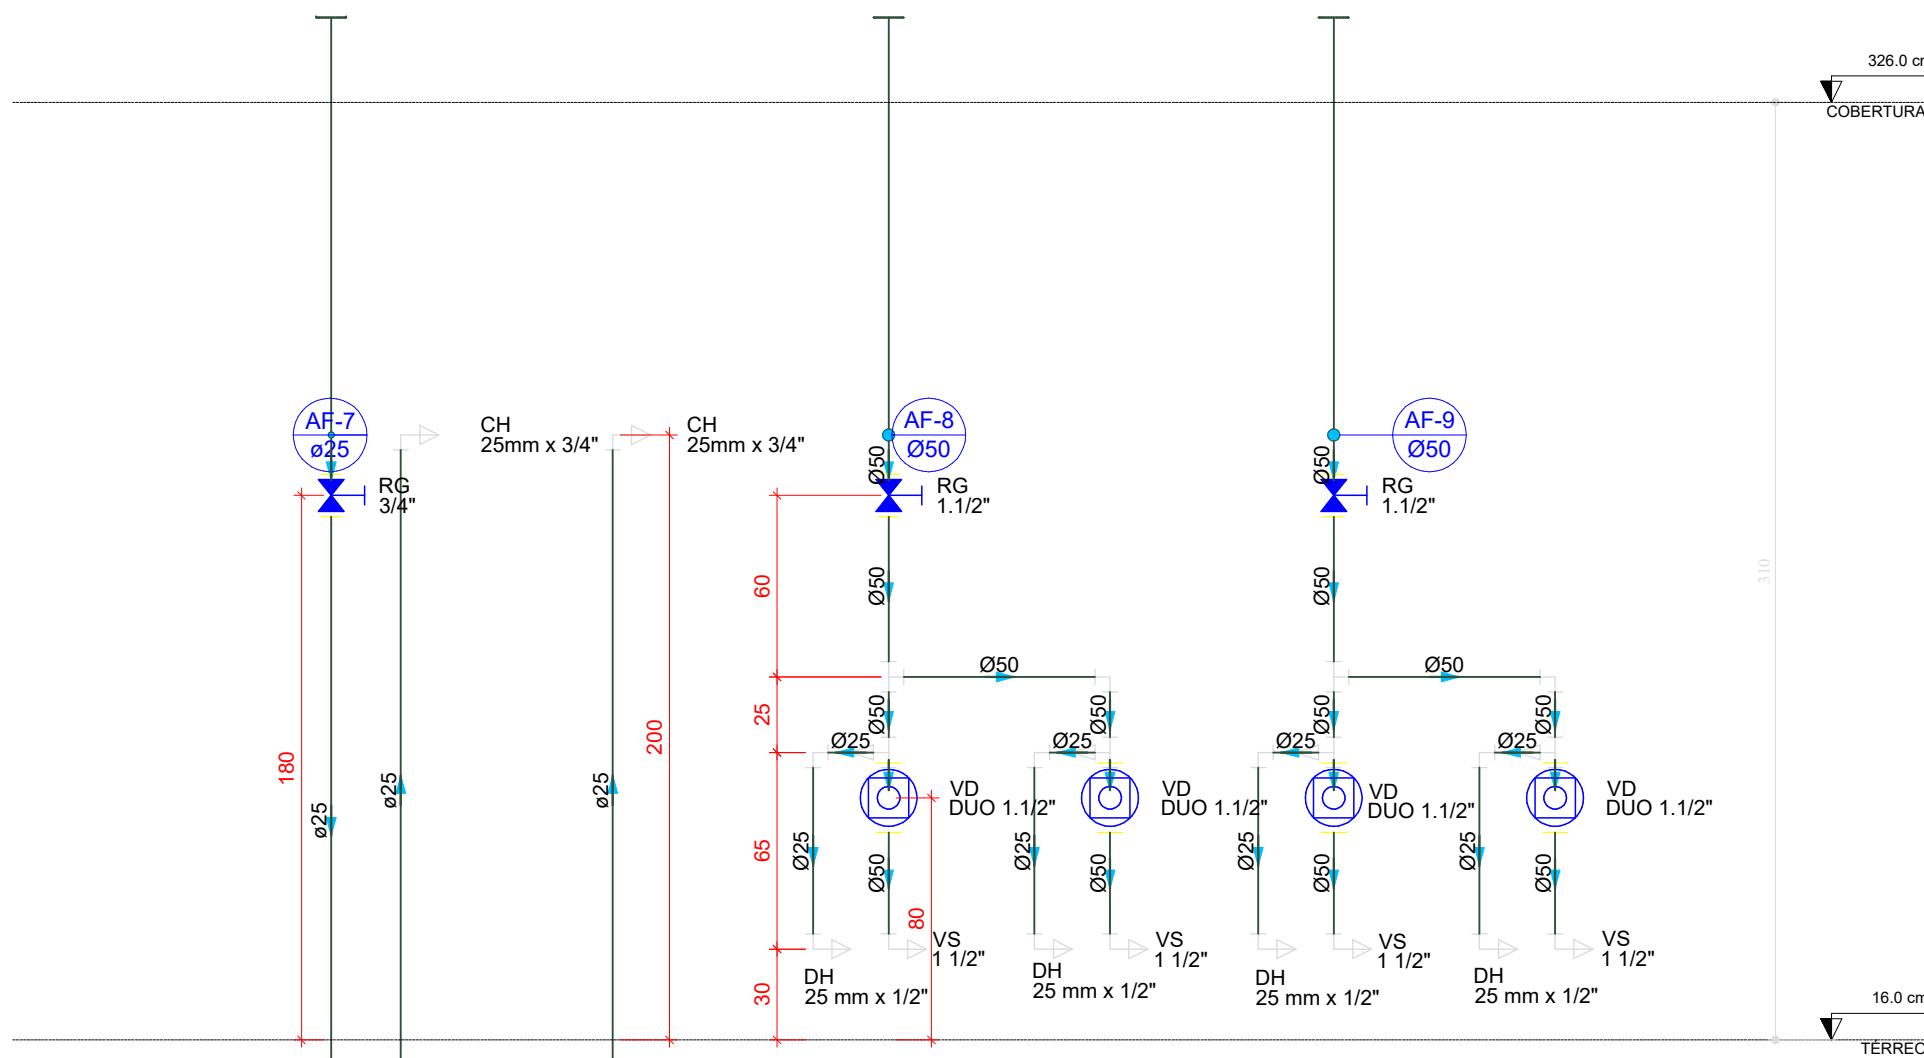 326.0 cm
COBERTURA
AF-7
ø25
CH
25mm x 3/4"
CH
25mm x 3/4"
AF-8
Ø50
AF-9
Ø50
Ø50
Ø50
RG
3/4"
RG
1.1/2"
RG
1.1/2"
60
Ø50
Ø50
310
Ø50
Ø50
25
Ø50
Ø50
Ø50
Ø50
Ø25
Ø25
Ø25
Ø25
180
200
ø25
ø25
ø25
VD
DUO 1.1/2"
VD
DUO 1.1/2"
VD
DUO 1.1/2"
VD
DUO 1.1/2"
65
Ø25
Ø50
Ø25
Ø50
Ø25
Ø50
Ø25
Ø50
80
VS
1 1/2"
VS
1 1/2"
VS
1 1/2"
VS
1 1/2"
30
DH
25 mm x 1/2"
DH
25 mm x 1/2"
DH
25 mm x 1/2"
DH
25 mm x 1/2"
16.0 cm
TÉRREO